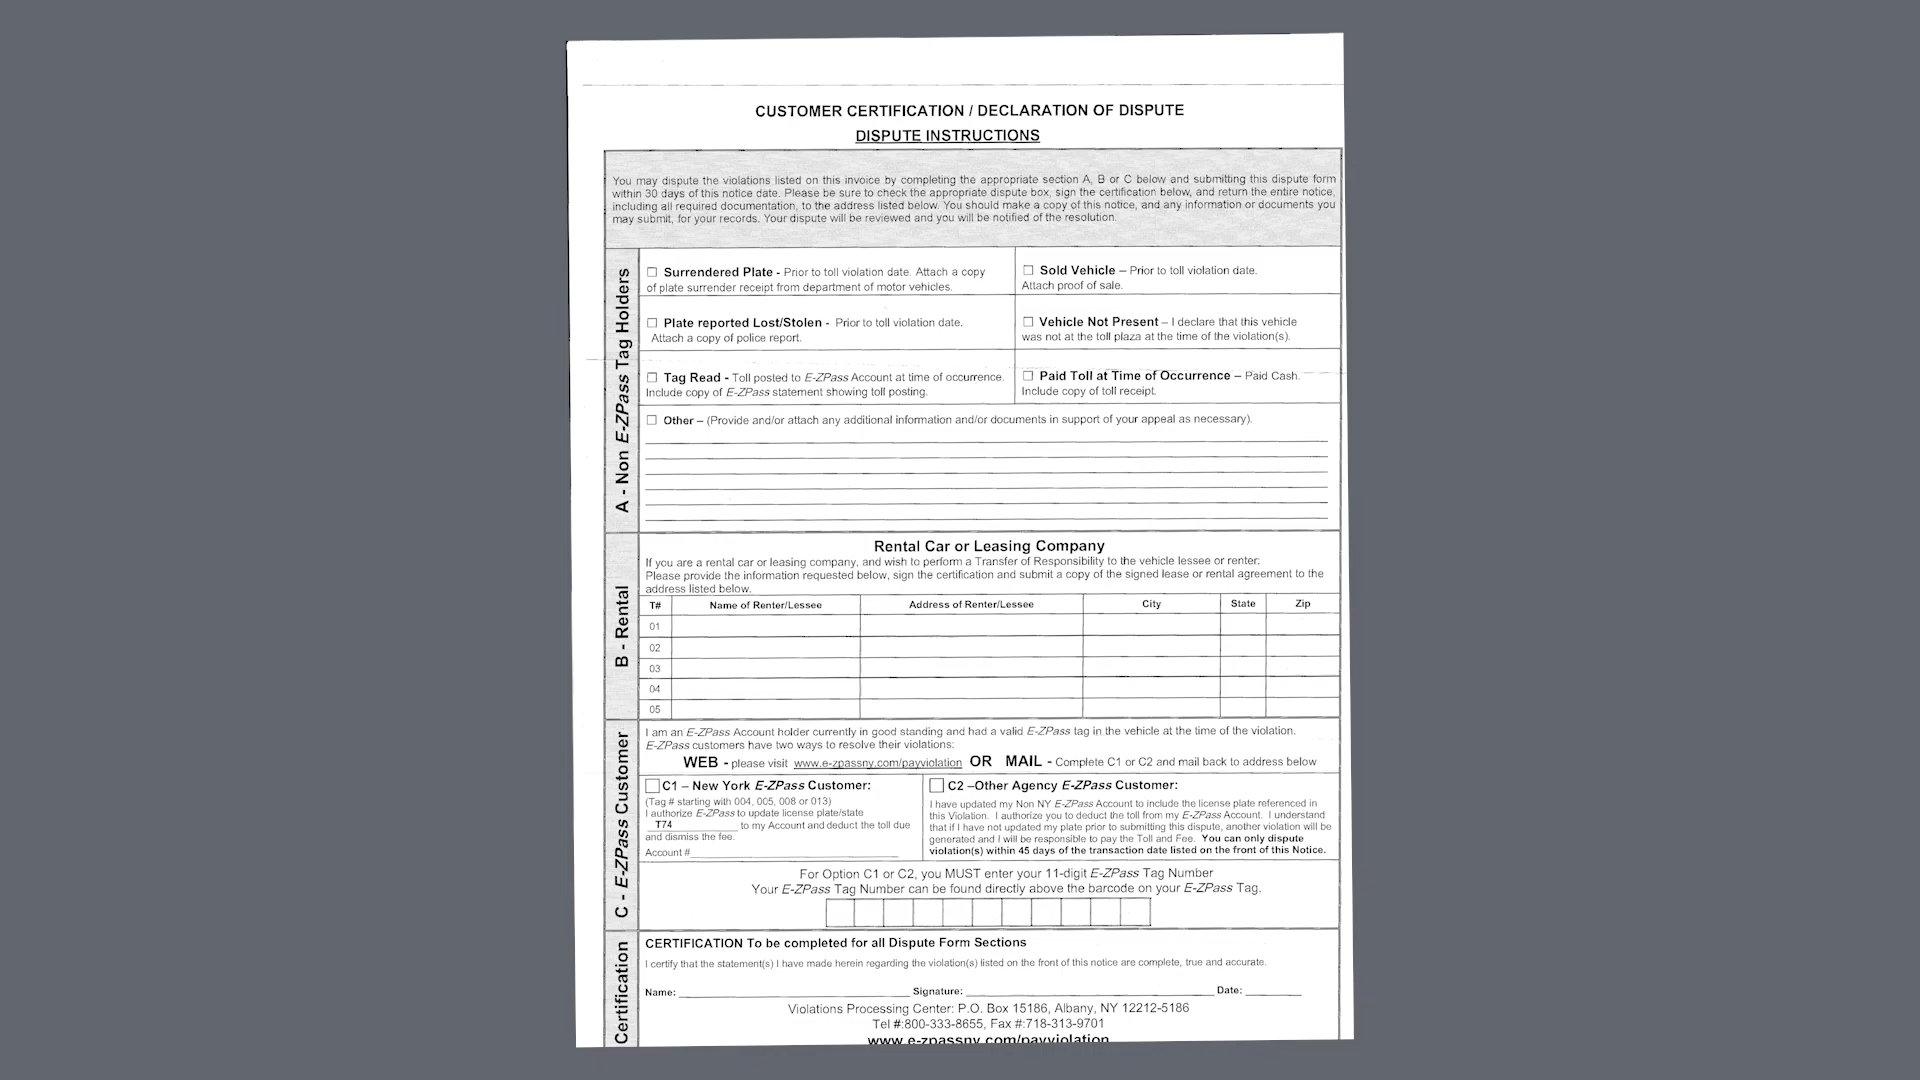 CUSTOMER CERTIFICATION / DECLARATION OF DISPUTE
DISPUTE INSTRUCTIONS
You may dispute the violations listed on this invoice by completing the appropriate section A, B or C below and submitting this dispute form
within 30 days of this notice date. Please be sure to check the appropriate dispute box, sign the certification below, and return the entire notice,
including all required documentation, to the address listed below. You should make a copy of this notice, and any information or documents you
may submit, for your records. Your dispute will be reviewed and you will be notified of the resolution.
A - Non E-ZPass Tag Holders
☐ Surrendered Plate - Prior to toll violation date. Attach a copy
of plate surrender receipt from department of motor vehicles.
☐ Sold Vehicle – Prior to toll violation date.
Attach proof of sale.
☐ Plate reported Lost/Stolen - Prior to toll violation date.
Attach a copy of police report.
☐ Vehicle Not Present – I declare that this vehicle
was not at the toll plaza at the time of the violation(s).
☐ Tag Read - Toll posted to E-ZPass Account at time of occurrence.
Include copy of E-ZPass statement showing toll posting.
☐ Paid Toll at Time of Occurrence – Paid Cash.
Include copy of toll receipt.
☐ Other – (Provide and/or attach any additional information and/or documents in support of your appeal as necessary).
B - Rental
Rental Car or Leasing Company
If you are a rental car or leasing company, and wish to perform a Transfer of Responsibility to the vehicle lessee or renter:
Please provide the information requested below, sign the certification and submit a copy of the signed lease or rental agreement to the
address listed below.
T# Name of Renter/Lessee Address of Renter/Lessee City State Zip
01
02
03
04
05
C - E-ZPass Customer
I am an E-ZPass Account holder currently in good standing and had a valid E-ZPass tag in the vehicle at the time of the violation.
E-ZPass customers have two ways to resolve their violations:
WEB - please visit www.e-zpassny.com/payviolation OR MAIL - Complete C1 or C2 and mail back to address below
☐ C1 – New York E-ZPass Customer:
(Tag # starting with 004, 005, 008 or 013)
I authorize E-ZPass to update license plate/state
T74 to my Account and deduct the toll due
and dismiss the fee.
Account #
☐ C2 –Other Agency E-ZPass Customer:
I have updated my Non NY E-ZPass Account to include the license plate referenced in
this Violation. I authorize you to deduct the toll from my E-ZPass Account. I understand
that if I have not updated my plate prior to submitting this dispute, another violation will be
generated and I will be responsible to pay the Toll and Fee. You can only dispute
violation(s) within 45 days of the transaction date listed on the front of this Notice.
For Option C1 or C2, you MUST enter your 11-digit E-ZPass Tag Number
Your E-ZPass Tag Number can be found directly above the barcode on your E-ZPass Tag.
Certification
CERTIFICATION To be completed for all Dispute Form Sections
I certify that the statement(s) I have made herein regarding the violation(s) listed on the front of this notice are complete, true and accurate.
Name: Signature: Date:
Violations Processing Center: P.O. Box 15186, Albany, NY 12212-5186
Tel #:800-333-8655, Fax #:718-313-9701
www.e-zpassny.com/payviolation